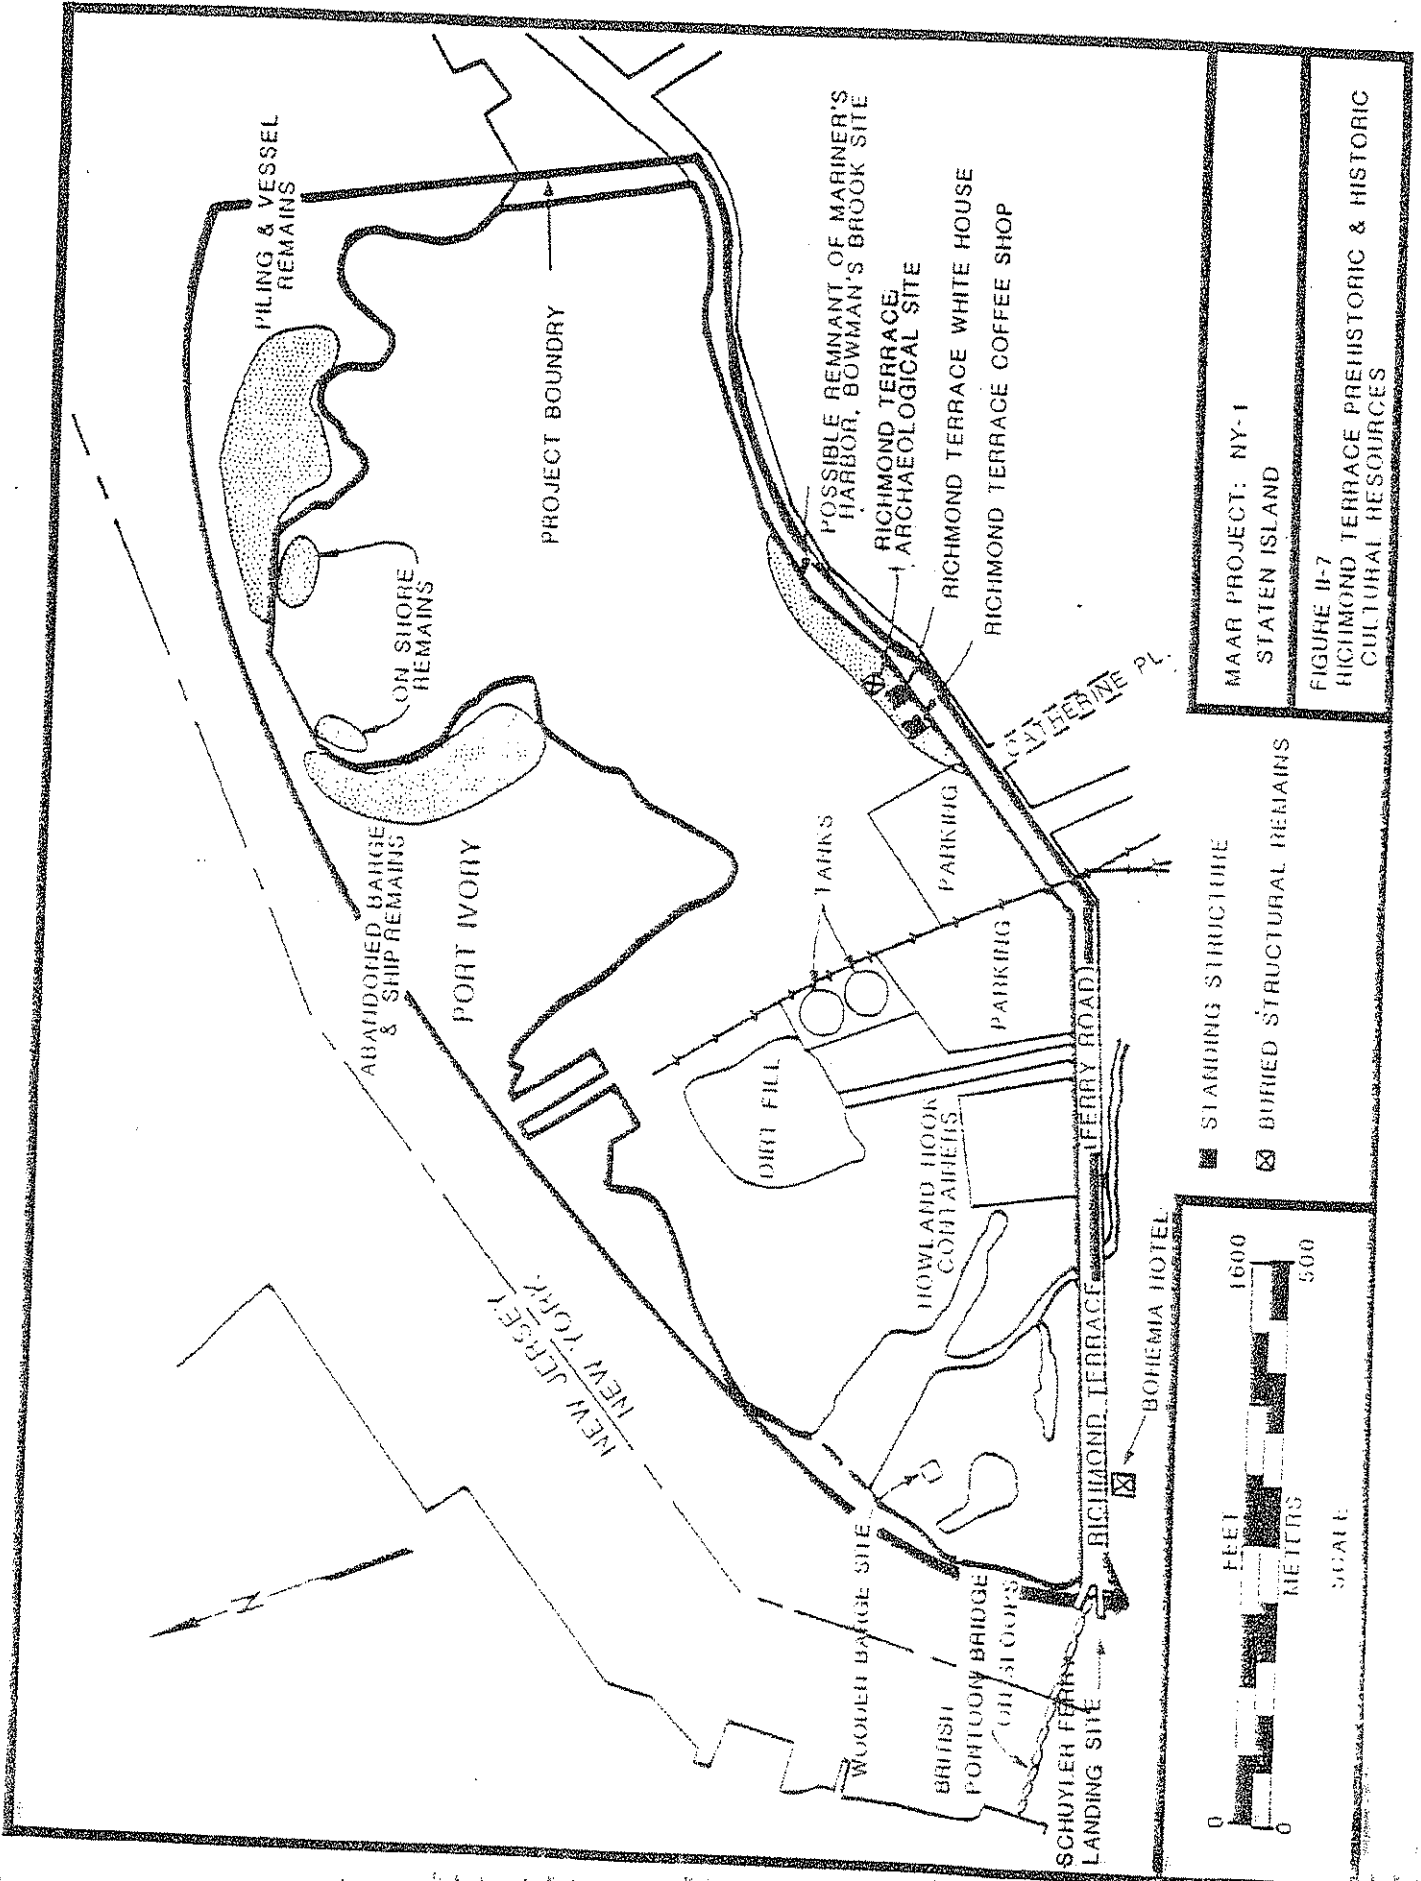 PILING & VESSEL
REMAINS
ON SHORE
REMAINS
ABANDONED BARGE
& SHIP REMAINS
PORT IVORY
PROJECT BOUNDRY
POSSIBLE REMNANT OF MARINER'S
HARBOR, BOWMAN'S BROOK SITE
RICHMOND TERRACE
ARCHAEOLOGICAL SITE
RICHMOND TERRACE WHITE HOUSE
RICHMOND TERRACE COFFEE SHOP
CATHERINE PL.
PARKING
TANKS
PARKING
DIRT FILL
HOWLAND HOOK
CONTAINERS
(FERRY ROAD)
RICHMOND TERRACE
NEW JERSEY
NEW YORK
N
WOODEN BARGE SITE
BRITISH
PONTOON BRIDGE
ON SLOOPS
SCHUYLER FERRY
LANDING SITE
BOHEMIA HOTEL
0 FEET 1600
0 METERS 500
SCALE
STANDING STRUCTURE
BURIED STRUCTURAL REMAINS
MAAR PROJECT: NY-1
STATEN ISLAND
FIGURE II-7
RICHMOND TERRACE PREHISTORIC & HISTORIC
CULTURAL RESOURCES